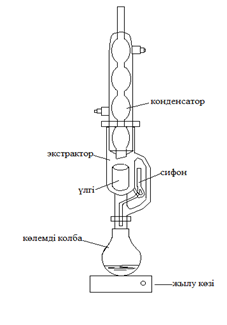 конденсатор
экстрактор
сифон
үлгі
көлемді колба
жылу көзі